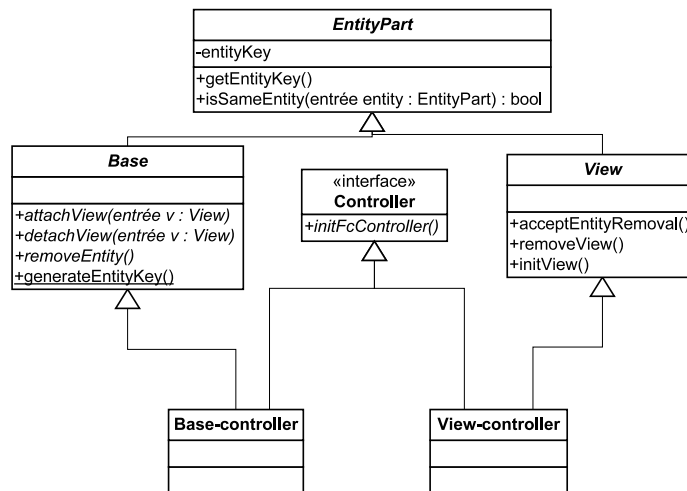 EntityPart
-entityKey
+getEntityKey()
+isSameEntity(entrée entity : EntityPart) : bool
Base
+attachView(entrée v : View)
+detachView(entrée v : View)
+removeEntity()
+generateEntityKey()
«interface»
Controller
+initFcController()
View
+acceptEntityRemoval()
+removeView()
+initView()
Base-controller
View-controller